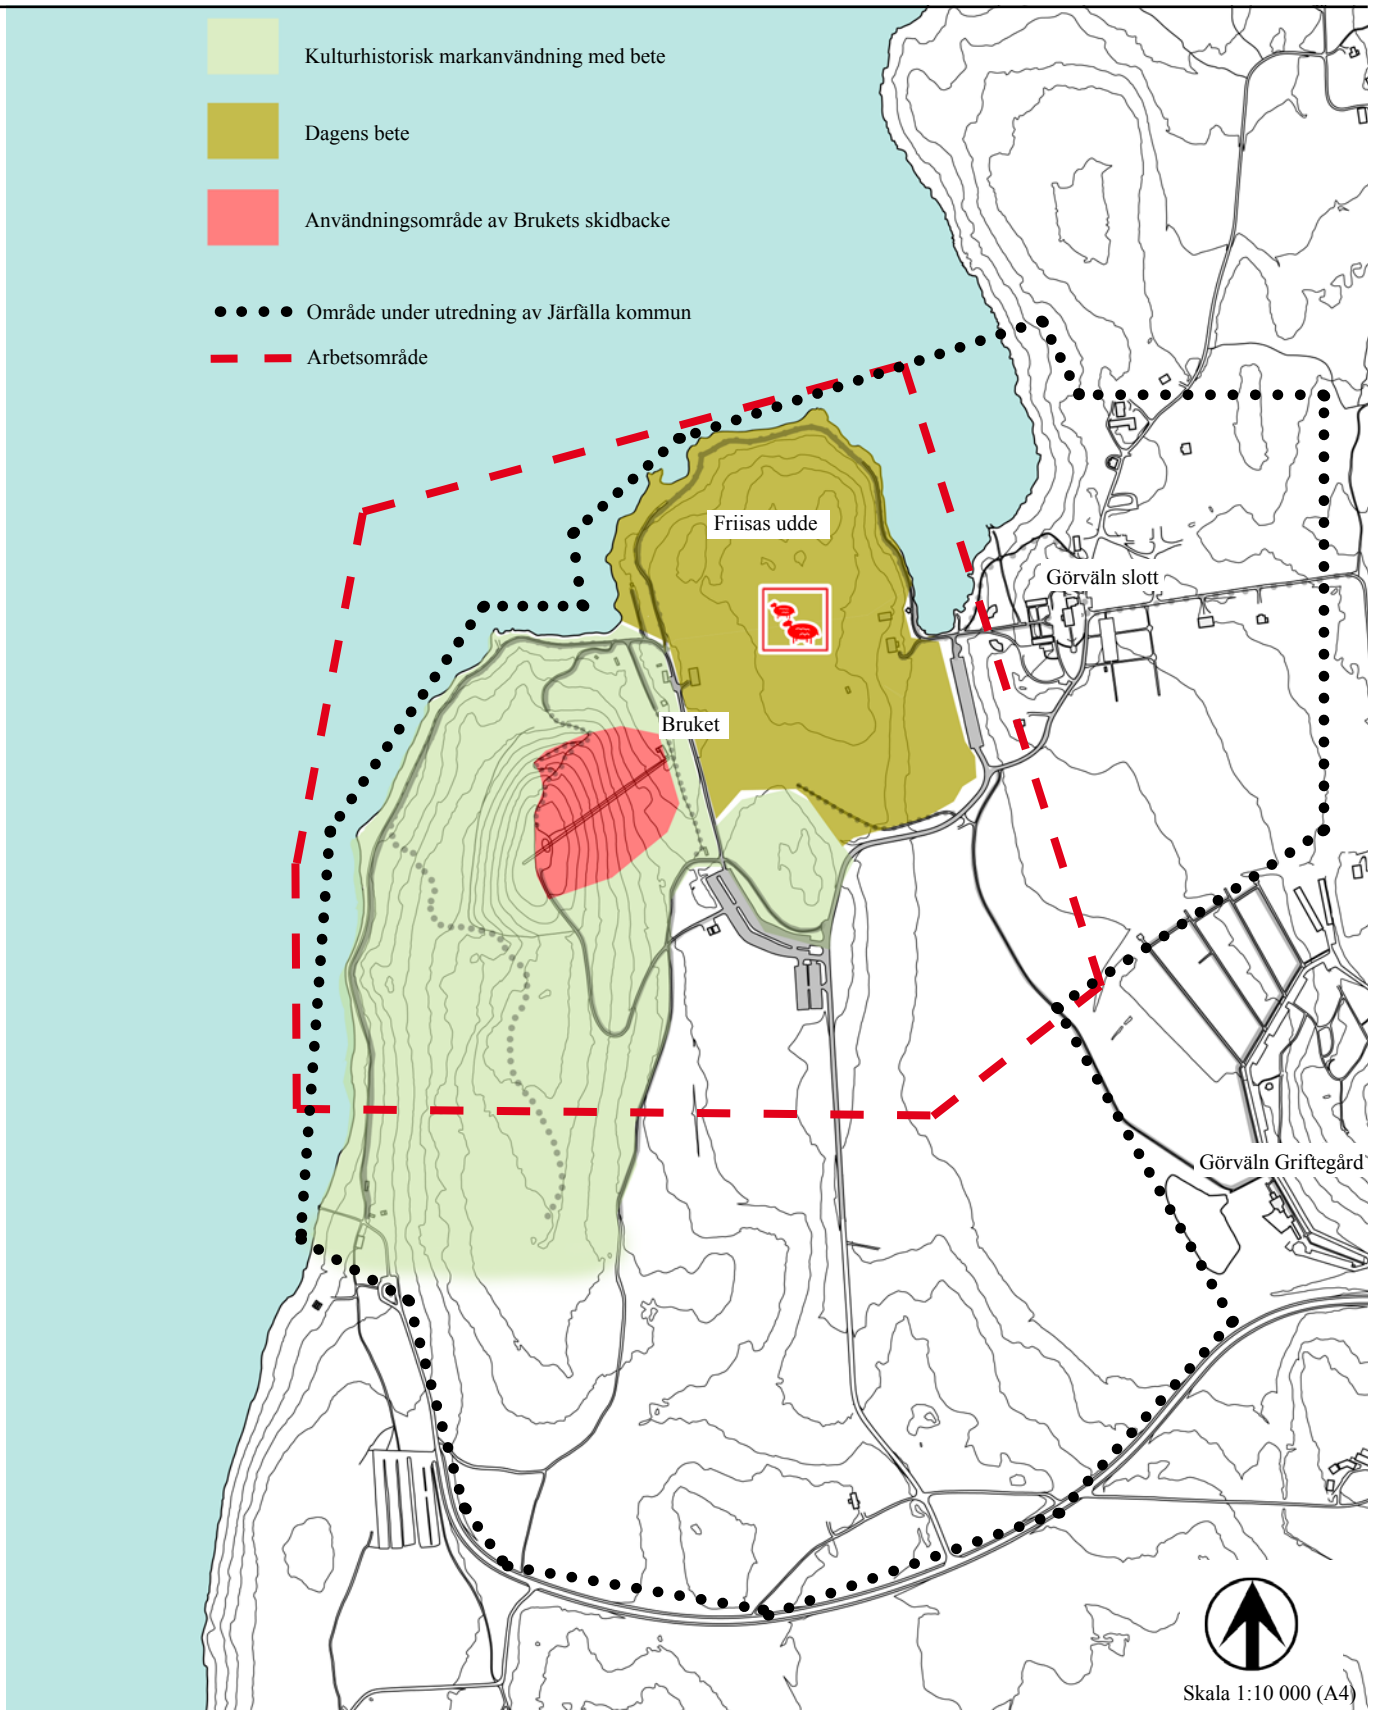 Kulturhistorisk markanvändning med bete
Dagens bete
Användningsområde av Brukets skidbacke
Område under utredning av Järfälla kommun
Arbetsområde
Friisas udde
Görväln slott
Bruket
Görväln Griftegård
Skala 1:10 000 (A4)